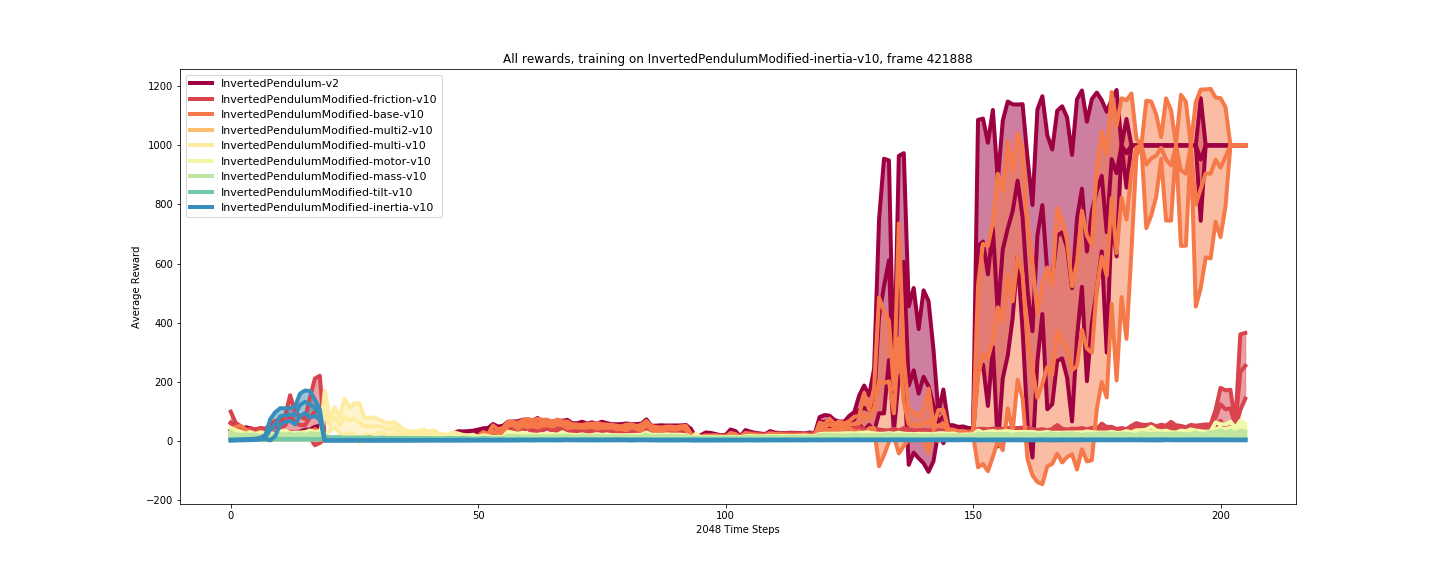 All rewards, training on InvertedPendulumModified-inertia-v10, frame 421888
InvertedPendulum-v2
InvertedPendulumModified-friction-v10
InvertedPendulumModified-base-v10
InvertedPendulumModified-multi2-v10
InvertedPendulumModified-multi-v10
InvertedPendulumModified-motor-v10
InvertedPendulumModified-mass-v10
InvertedPendulumModified-tilt-v10
InvertedPendulumModified-inertia-v10
Average Reward
1200
1000
800
600
400
200
0
−200
0 50 100 150 200
2048 Time Steps